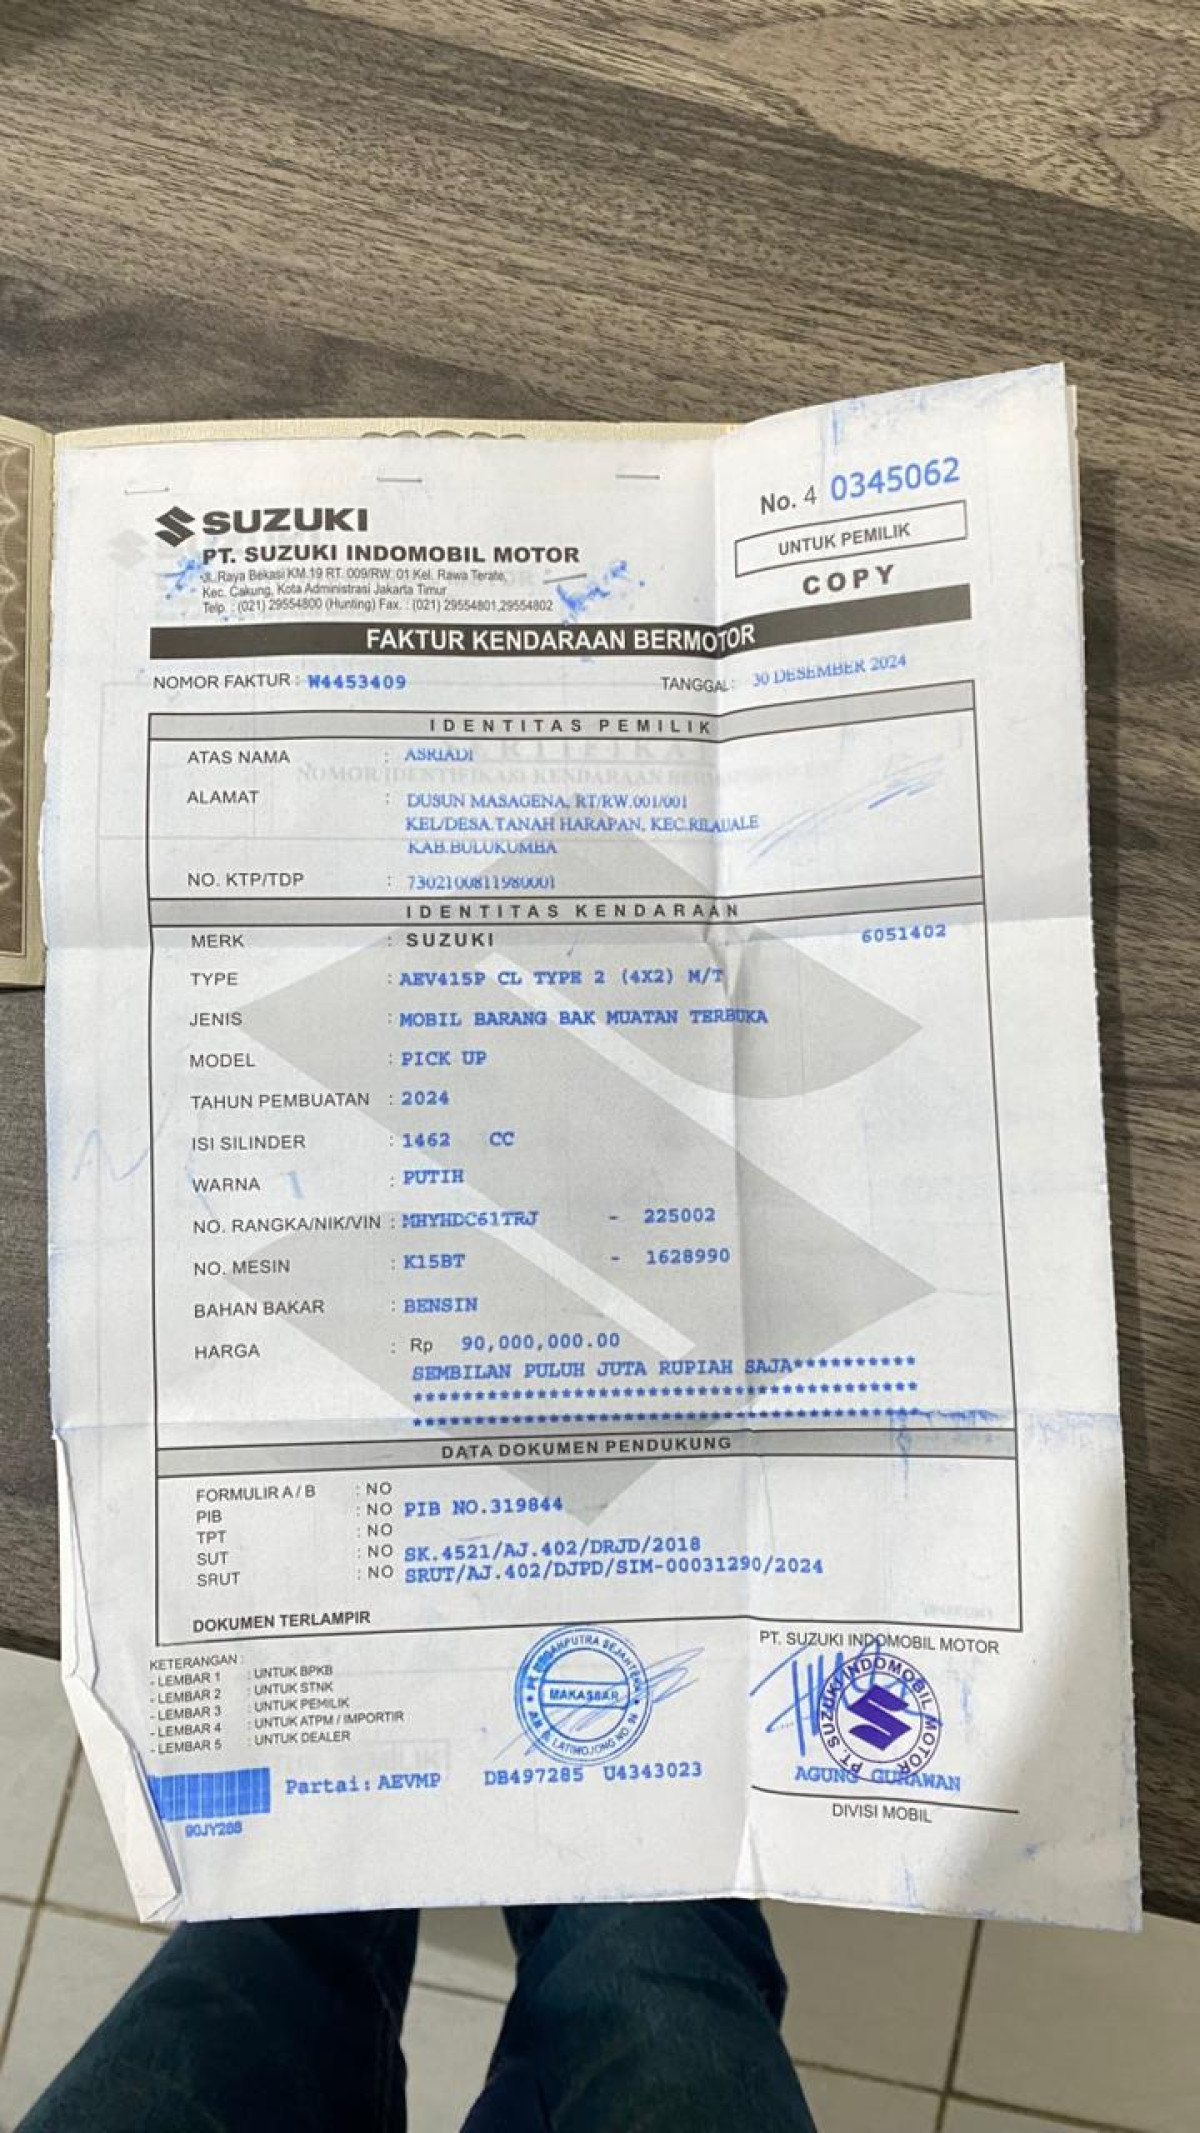 No. 4 0345062
UNTUK PEMILIK
COPY
SUZUKI
PT. SUZUKI INDOMOBIL MOTOR
JL. Raya Bekasi KM.19 RT. 009/RW. 01 Kel. Rawa Terate,
Kec. Cakung, Kota Administrasi Jakarta Timur
Telp. : (021) 29554800 (Hunting) Fax. : (021) 29554801,29554802
FAKTUR KENDARAAN BERMOTOR
NOMOR FAKTUR : W4453409 TANGGAL : 30 DESEMBER 2024
IDENTITAS PEMILIK
ATAS NAMA : ASRIADI
ALAMAT : DUSUN MASAGENA, RT/RW.001/001
KEL/DESA.TANAH HARAPAN, KEC.RILAUALE
KAB.BULUKUMBA
NO. KTP/TDP : 7302100811980001
IDENTITAS KENDARAAN
MERK : SUZUKI 6051402
TYPE : AEV415P CL TYPE 2 (4X2) M/T
JENIS : MOBIL BARANG BAK MUATAN TERBUKA
MODEL : PICK UP
TAHUN PEMBUATAN : 2024
ISI SILINDER : 1462 CC
WARNA : PUTIH
NO. RANGKA/NIK/VIN : MHYHDC61TRJ - 225002
NO. MESIN : K15BT - 1628990
BAHAN BAKAR : BENSIN
HARGA : Rp 90,000,000.00
SEMBILAN PULUH JUTA RUPIAH SAJA**********
*****************************************
*****************************************
DATA DOKUMEN PENDUKUNG
FORMULIR A / B : NO
PIB : NO PIB NO.319844
TPT : NO
SUT : NO SK.4521/AJ.402/DRJD/2018
SRUT : NO SRUT/AJ.402/DJPD/SIM-00031290/2024
DOKUMEN TERLAMPIR
KETERANGAN :
- LEMBAR 1 : UNTUK BPKB
- LEMBAR 2 : UNTUK STNK
- LEMBAR 3 : UNTUK PEMILIK
- LEMBAR 4 : UNTUK ATPM / IMPORTIR
- LEMBAR 5 : UNTUK DEALER
MAKASSAR
PT. SUZUKI INDOMOBIL MOTOR
PT. SUZUKI INDOMOBIL MOTOR
AGUNG GUNAWAN
DIVISI MOBIL
Partai: AEVMP DB497285 U4343023
90JY288